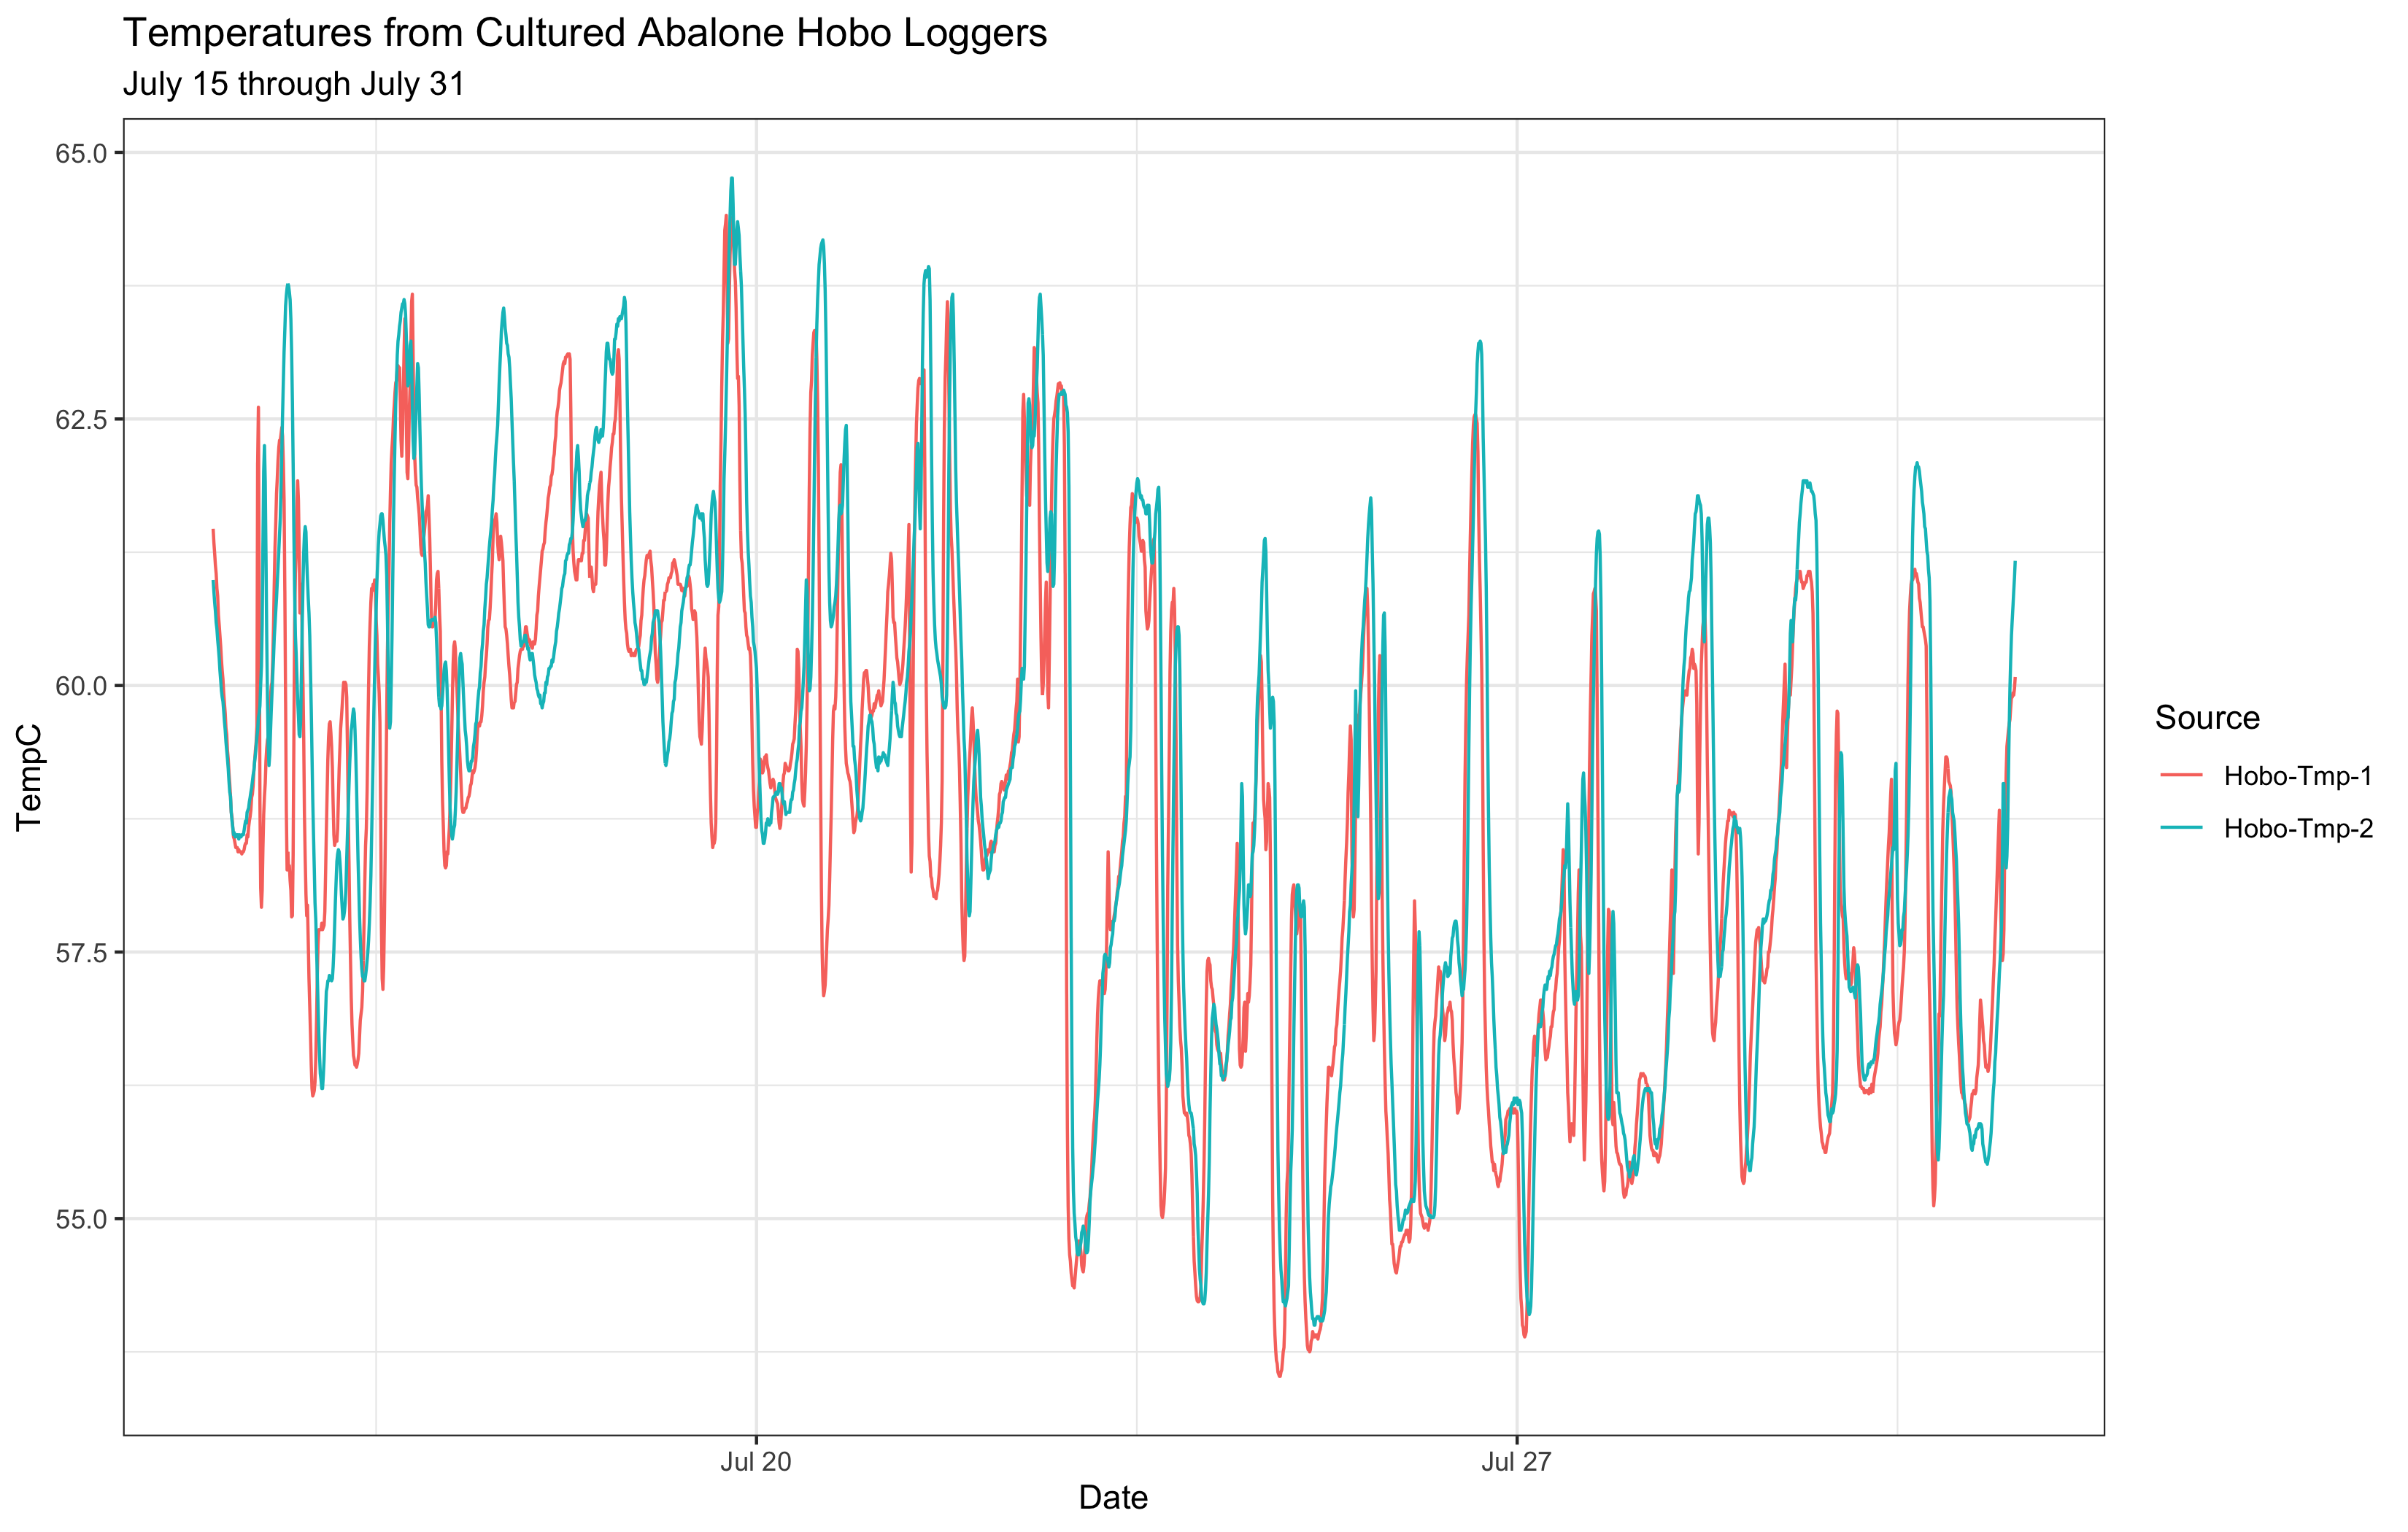 Temperatures from Cultured Abalone Hobo Loggers
July 15 through July 31
65.0
62.5
60.0
57.5
55.0
TempC
Jul 20
Jul 27
Date
Source
Hobo-Tmp-1
Hobo-Tmp-2